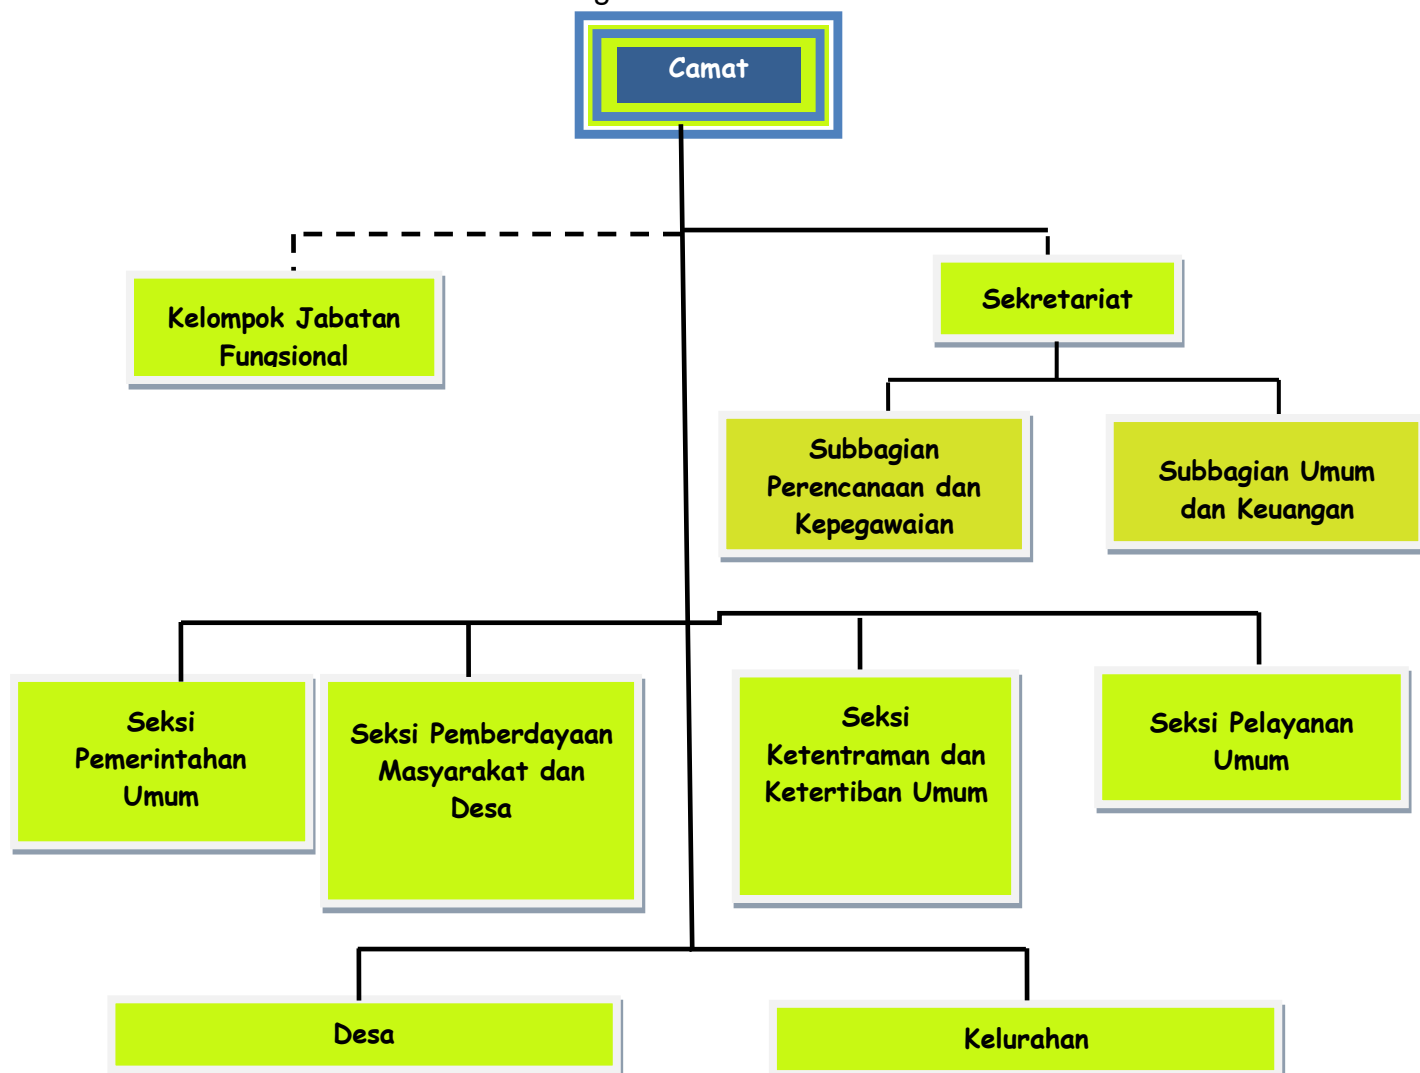 Camat
Kelompok Jabatan
Fungsional
Sekretariat
Subbagian
Perencanaan dan
Kepegawaian
Subbagian Umum
dan Keuangan
Seksi
Pemerintahan
Umum
Seksi Pemberdayaan
Masyarakat dan
Desa
Seksi
Ketentraman dan
Ketertiban Umum
Seksi Pelayanan
Umum
Desa
Kelurahan